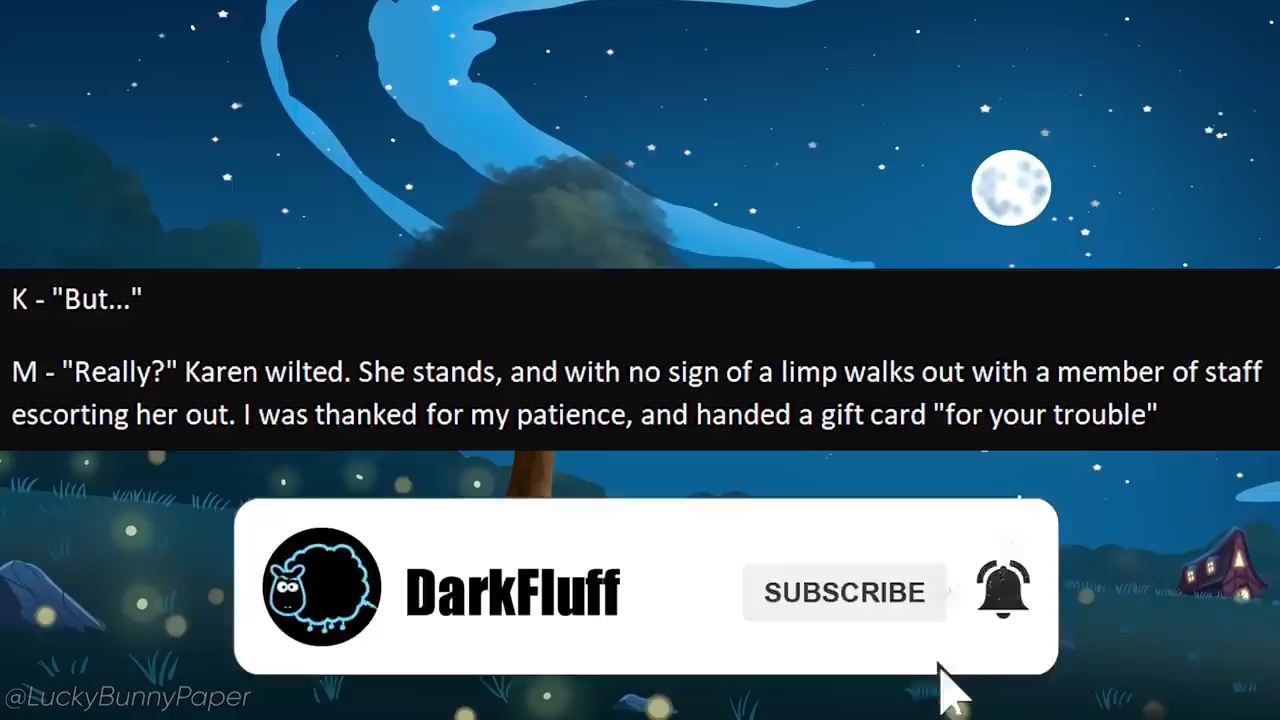 K - "But..."
M - "Really?" Karen wilted. She stands, and with no sign of a limp walks out with a member of staff
escorting her out. I was thanked for my patience, and handed a gift card "for your trouble"
DarkFluff
SUBSCRIBE
@LuckyBunnyPaper